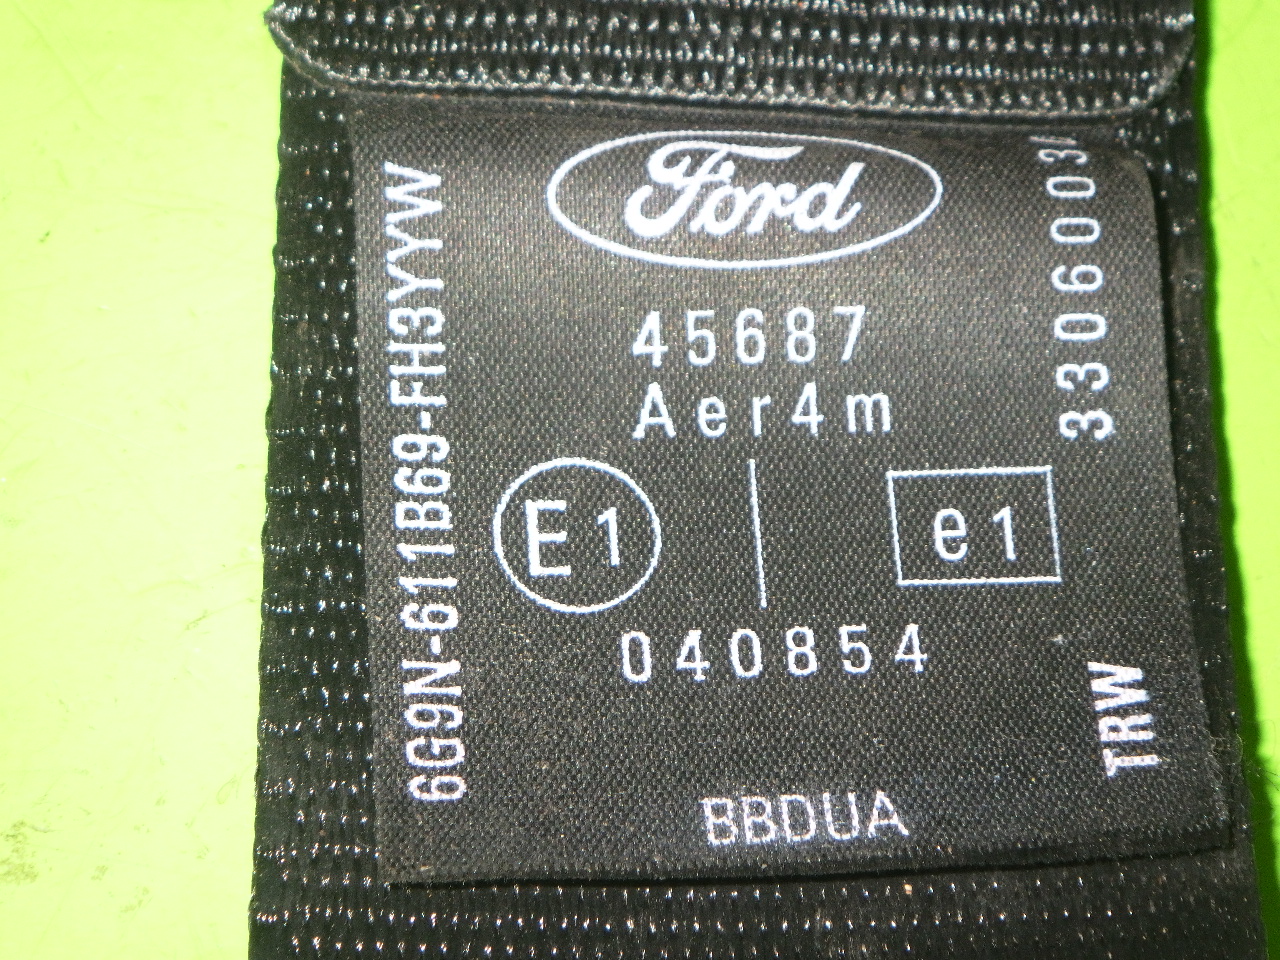 Ford
45687
Aer4m
E1
e1
040854
BBDUA
6G9N-611B69-FH3YYW
3306003
TRW